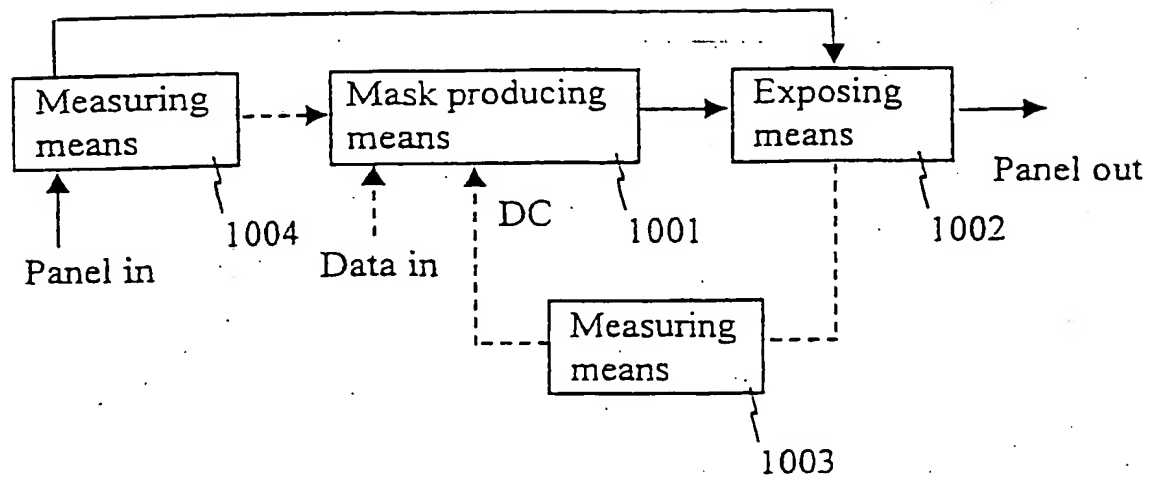 Measuring
means
1004
Panel in
Mask producing
means
1001
Data in
DC
Exposing
means
1002
Panel out
Measuring
means
1003